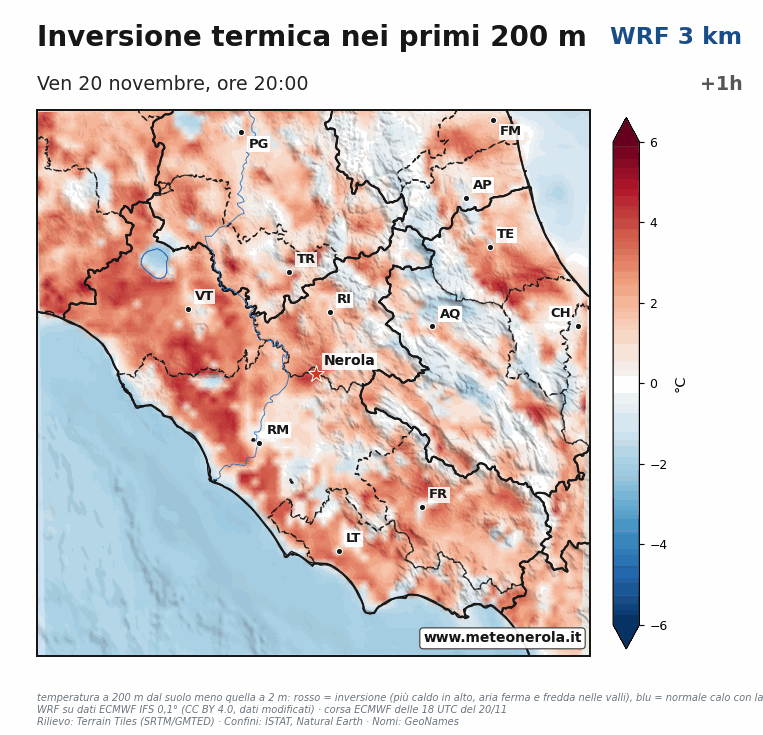 Inversione termica nei primi 200 m WRF 3 km
Ven 20 novembre, ore 20:00 +1h
PG
FM
AP
TE
TR
VT
RI
AQ
CH
Nerola
RM
FR
LT
www.meteonerola.it
6
4
2
0
−2
−4
−6
°C
temperatura a 200 m dal suolo meno quella a 2 m: rosso = inversione (più caldo in alto, aria ferma e fredda nelle valli), blu = normale calo con la
WRF su dati ECMWF IFS 0,1° (CC BY 4.0, dati modificati) · corsa ECMWF delle 18 UTC del 20/11
Rilievo: Terrain Tiles (SRTM/GMTED) · Confini: ISTAT, Natural Earth · Nomi: GeoNames